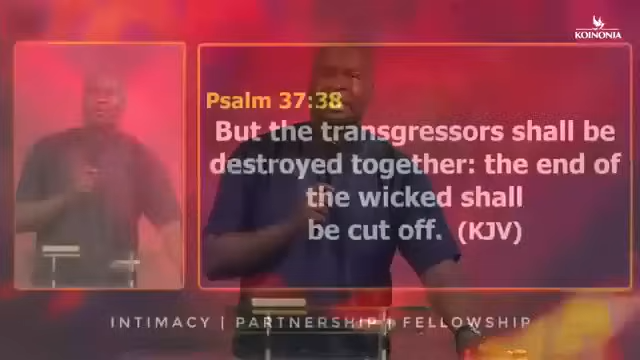 KOINONIA
Psalm 37:38
But the transgressors shall be
destroyed together: the end of
the wicked shall
be cut off. (KJV)
INTIMACY | PARTNERSHIP | FELLOWSHIP